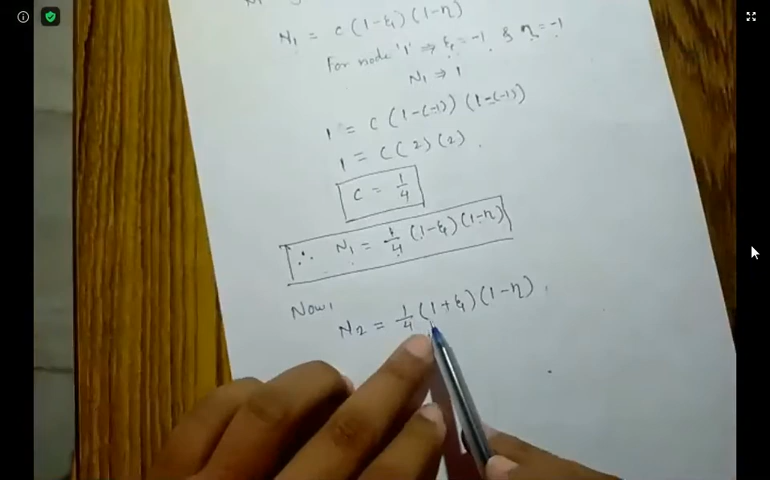 N₁ = c (1-ξ) (1-η)
For node '1' ⇒ ξ = -1 & η = -1
N₁ ⇒ 1
1 = c (1-(-1)) (1-(-1))
1 = c (2) (2).
c = 1/4
∴ N₁ = 1/4 (1-ξ) (1-η)
Now,
N₂ = 1/4 (1+ξ) (1-η)